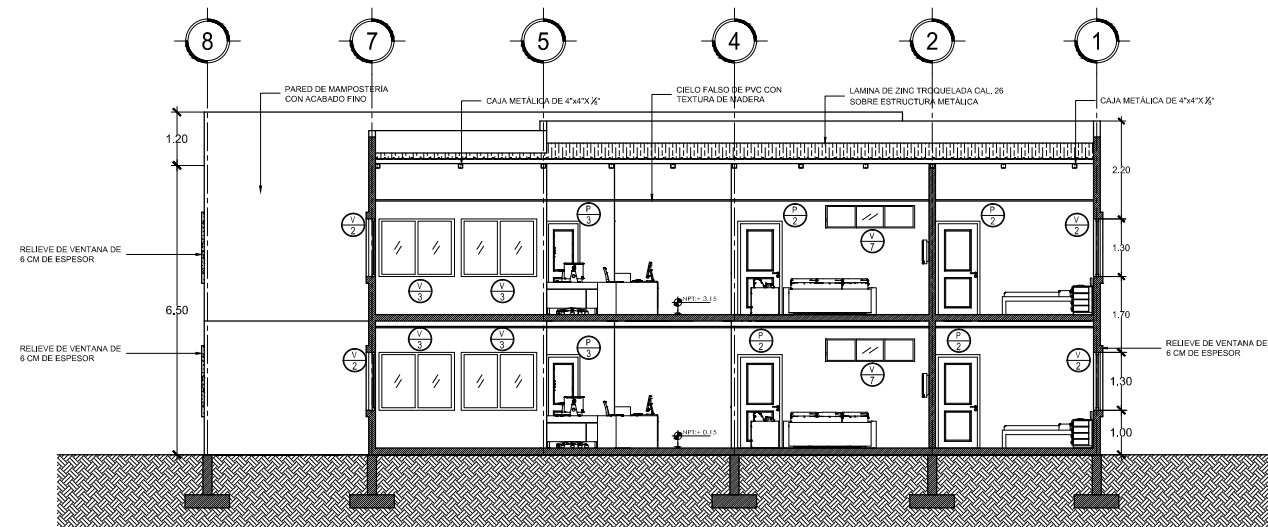 8 7 5 4 2 1
PARED DE MAMPOSTERÍA
CON ACABADO FINO
CAJA METÁLICA DE 4"x4"X ⅛"
CIELO FALSO DE PVC CON
TEXTURA DE MADERA
LAMINA DE ZINC TROQUELADA CAL. 26
SOBRE ESTRUCTURA METÁLICA
CAJA METÁLICA DE 4"x4"X ⅛"
1.20
2.20
P
3
P
2
P
2
V
2
V
7
V
2
RELIEVE DE VENTANA DE
6 CM DE ESPESOR
1.30
V
3
V
3
NPT:+ 3.15
6.50
1.70
V
3
V
3
P
3
P
2
P
2
RELIEVE DE VENTANA DE
6 CM DE ESPESOR
RELIEVE DE VENTANA DE
6 CM DE ESPESOR
V
2
V
7
V
2
1.30
NPT:+ 0.15
1.00